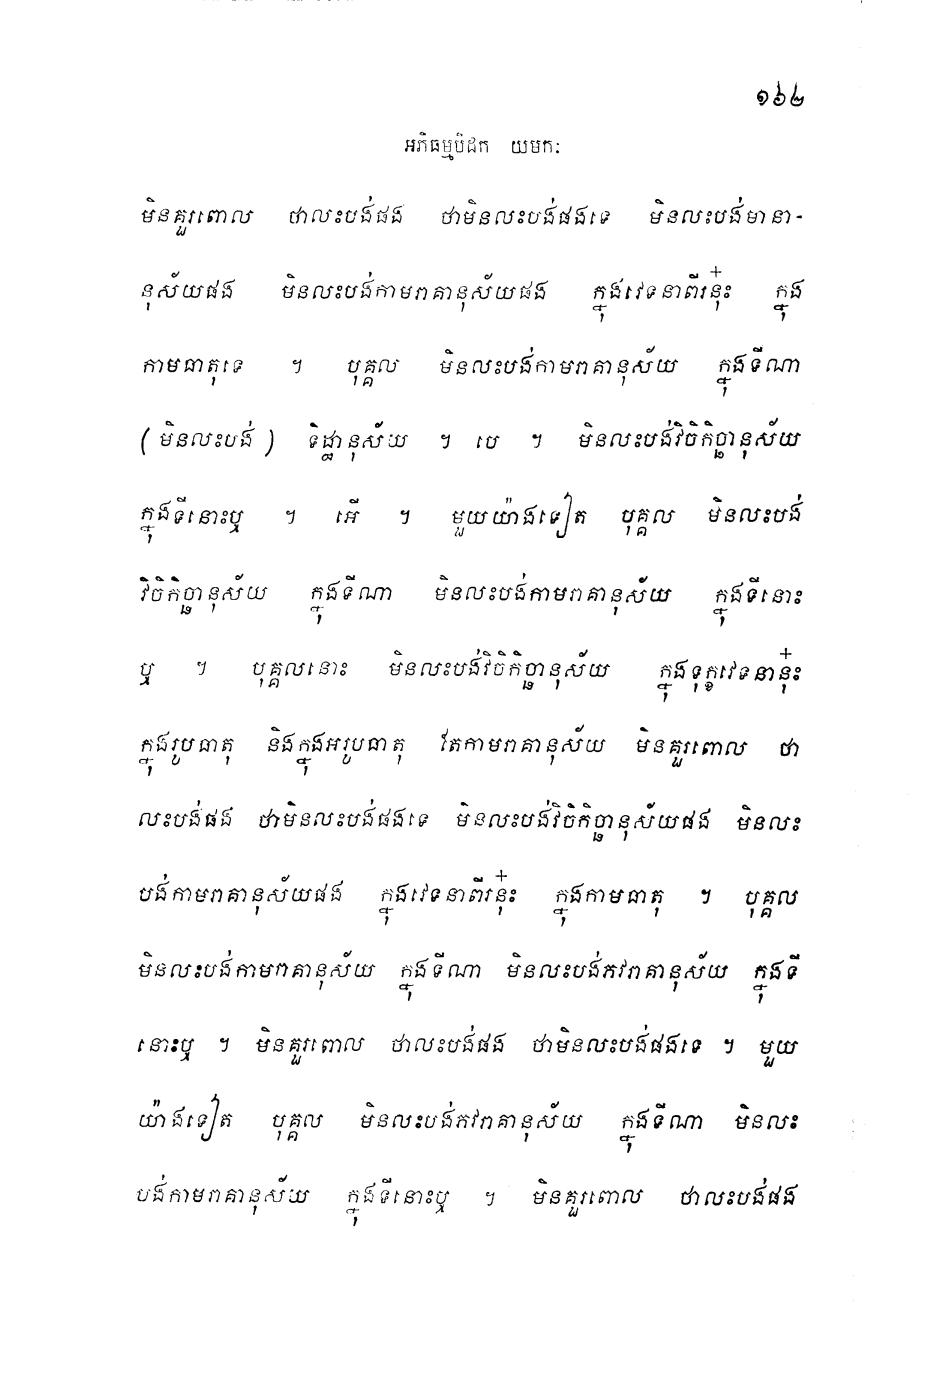 ១៦២
អភិធម្មបិដក យមកៈ
មិនគួរពោល ថាលះបង់ផង ថាមិនលះបង់ផងទេ មិនលះបង់មានា-
នុស័យផង មិនលះបង់កាមរាគានុស័យផង ក្នុងវេទនាពីរនុ៎ះ ក្នុង
កាមធាតុទេ ។ បុគ្គល មិនលះបង់កាមរាគានុស័យ ក្នុងទីណា
(មិនលះបង់) ទិដ្ឋានុស័យ ។ បេ ។ មិនលះបង់វិចិកិច្ឆានុស័យ
ក្នុងទីនោះឬ ។ អើ ។ មួយយ៉ាងទៀត បុគ្គល មិនលះបង់
វិចិកិច្ឆានុស័យ ក្នុងទីណា មិនលះបង់កាមរាគានុស័យ ក្នុងទីនោះ
ឬ ។ បុគ្គលនោះ មិនលះបង់វិចិកិច្ឆានុស័យ ក្នុងទុក្ខវេទនានុ៎ះ
ក្នុងរូបធាតុ និងក្នុងអរូបធាតុ តែកាមរាគានុស័យ មិនគួរពោល ថា
លះបង់ផង ថាមិនលះបង់ផងទេ មិនលះបង់វិចិកិច្ឆានុស័យផង មិនលះ
បង់កាមរាគានុស័យផង ក្នុងវេទនាពីរនុ៎ះ ក្នុងកាមធាតុ ។ បុគ្គល
មិនលះបង់កាមរាគានុស័យ ក្នុងទីណា មិនលះបង់ភវរាគានុស័យ ក្នុងទី
នោះឬ ។ មិនគួរពោល ថាលះបង់ផង ថាមិនលះបង់ផងទេ ។ មួយ
យ៉ាងទៀត បុគ្គល មិនលះបង់ភវរាគានុស័យ ក្នុងទីណា មិនលះ
បង់កាមរាគានុស័យ ក្នុងទីនោះឬ ។ មិនគួរពោល ថាលះបង់ផង